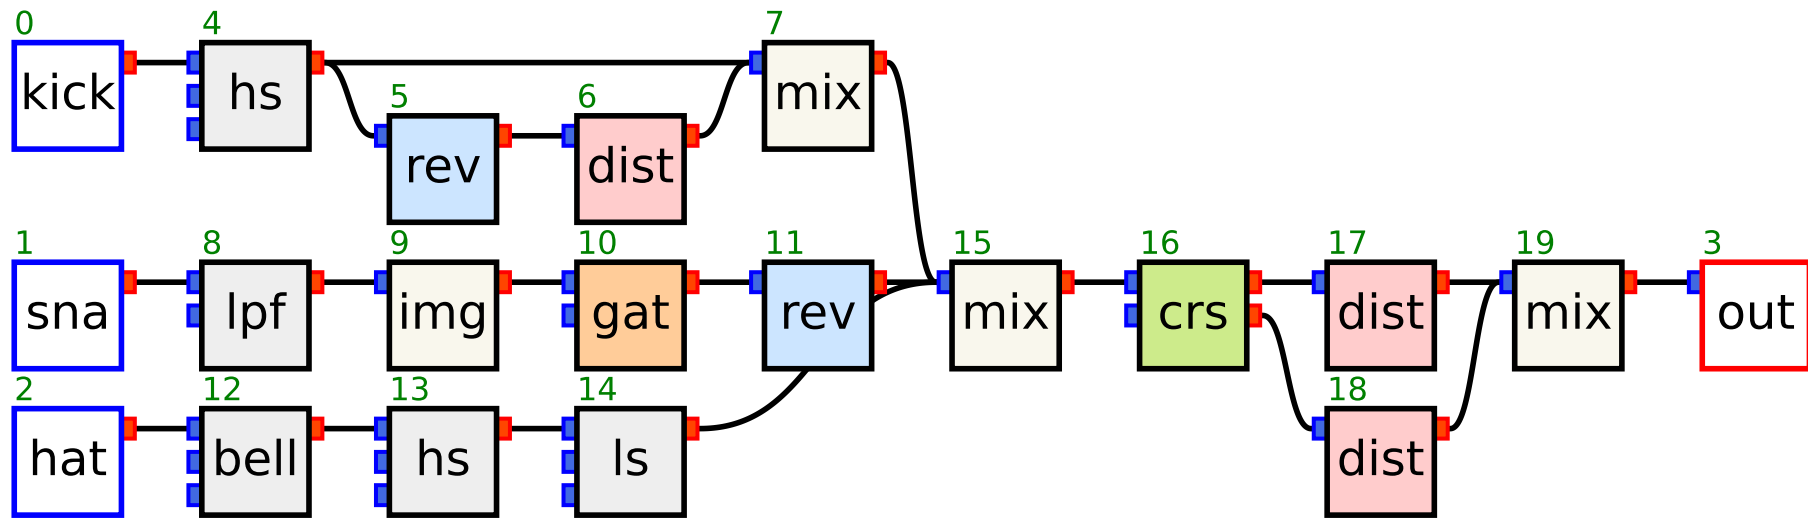 0 4 7
kick hs mix
5 6
rev dist
1 8 9 10 11 15 16 17 19 3
sna lpf img gat rev mix crs dist mix out
2 12 13 14 18
hat bell hs ls dist